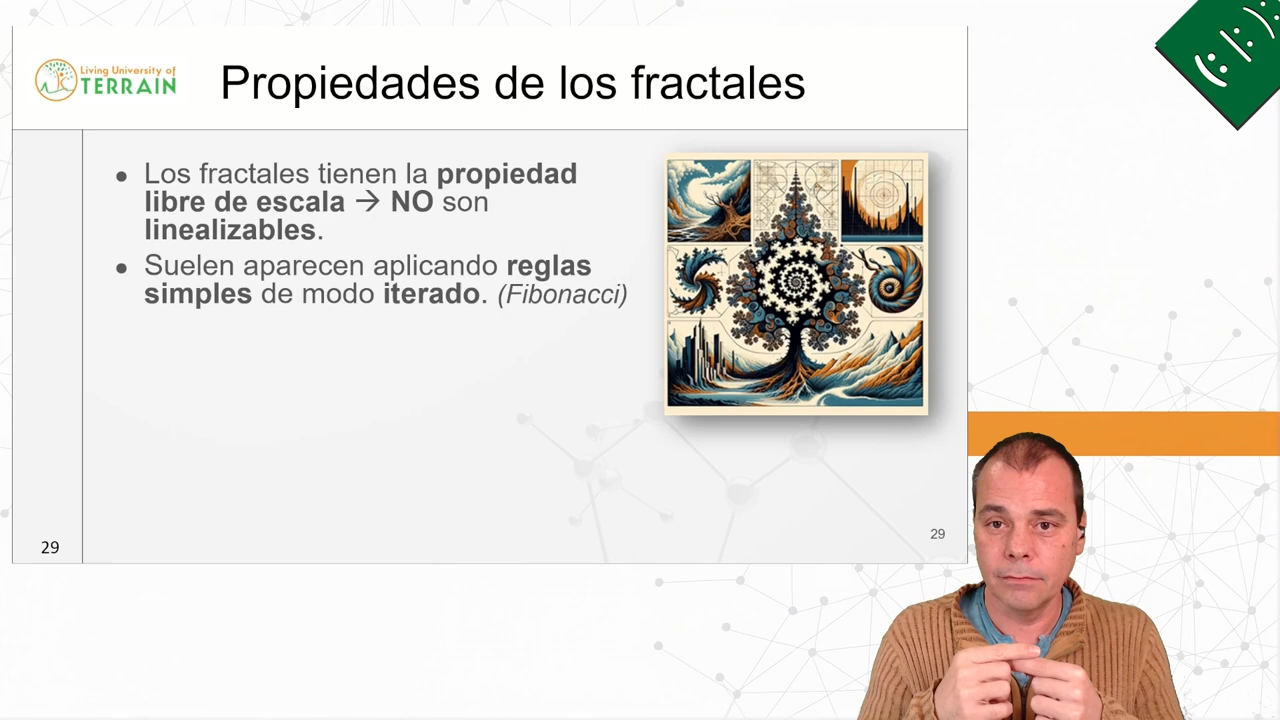 Living University of
TERRAIN
Propiedades de los fractales
● Los fractales tienen la propiedad
libre de escala → NO son
linealizables.
● Suelen aparecen aplicando reglas
simples de modo iterado. (Fibonacci)
29
29